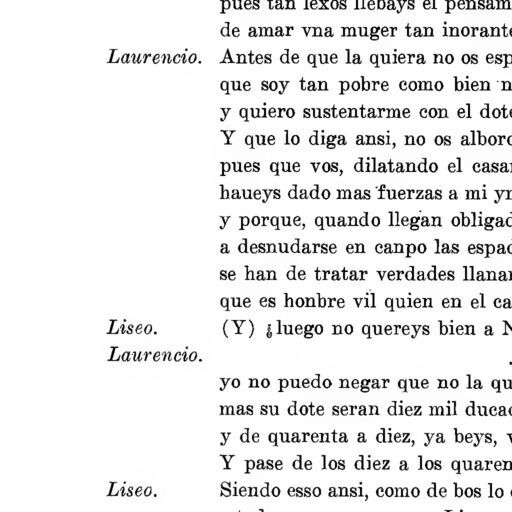 pues tan lexos llebays el pensam
de amar vna muger tan inorant
Laurencio. Antes de que la quiera no os esp
que soy tan pobre como bien n
y quiero sustentarme con el dot
Y que lo diga ansi, no os alboro
pues que vos, dilatando el casa
haueys dado mas fuerzas a mi yn
y porque, quando llegan obligad
a desnudarse en canpo las espad
se han de tratar verdades llana
que es honbre vil quien en el ca
Liseo. (Y) ¿luego no quereys bien a N
Laurencio.
yo no puedo negar que no la qu
mas su dote seran diez mil ducad
y de quarenta a diez, ya beys, v
Y pase de los diez a los quaren
Liseo. Siendo esso ansi, como de bos lo